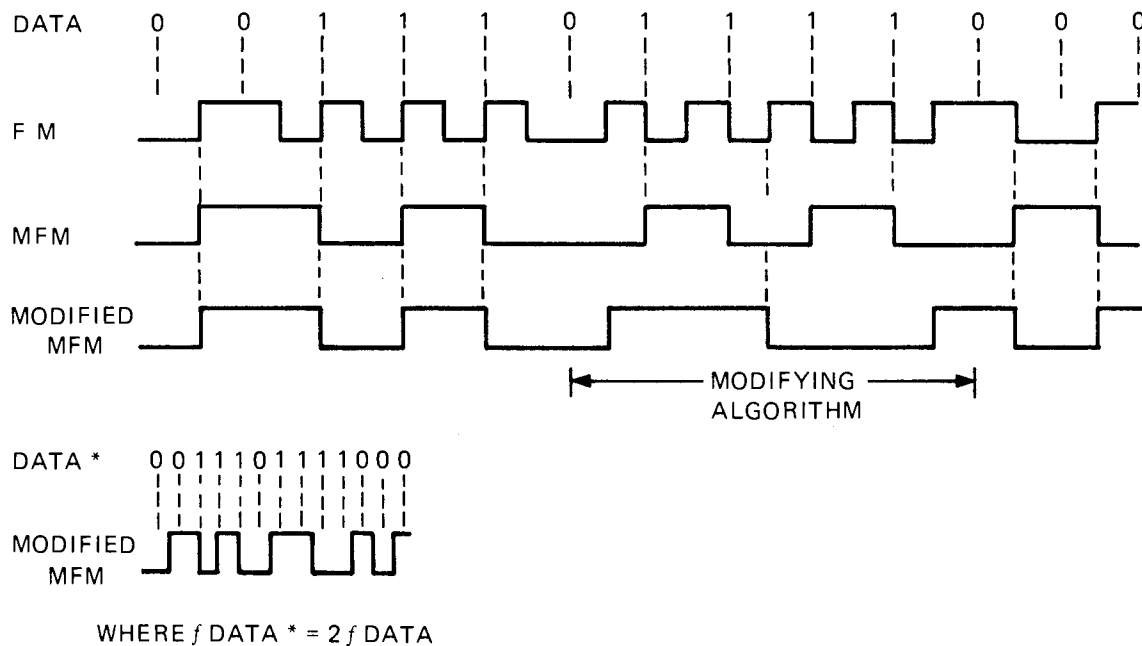 DATA 0 0 1 1 1 0 1 1 1 1 0 0 0
F M
MFM
MODIFIED
MFM
MODIFYING
ALGORITHM
DATA * 0 0 1 1 1 0 1 1 1 1 0 0 0
MODIFIED
MFM
WHERE f DATA * = 2 f DATA